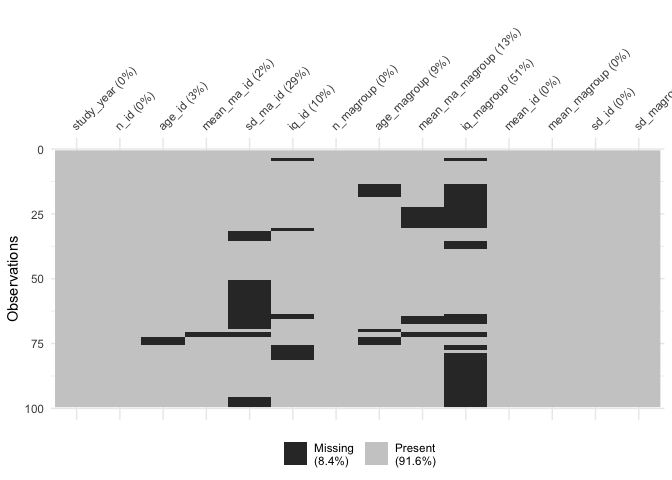 study_year (0%)
n_id (0%)
age_id (3%)
mean_ma_id (2%)
sd_ma_id (29%)
iq_id (10%)
n_magroup (0%)
age_magroup (9%)
mean_ma_magroup (13%)
iq_magroup (51%)
mean_id (0%)
mean_magroup (0%)
sd_id (0%)
sd_magro
0
25
50
75
100
Observations
Missing
(8.4%)
Present
(91.6%)